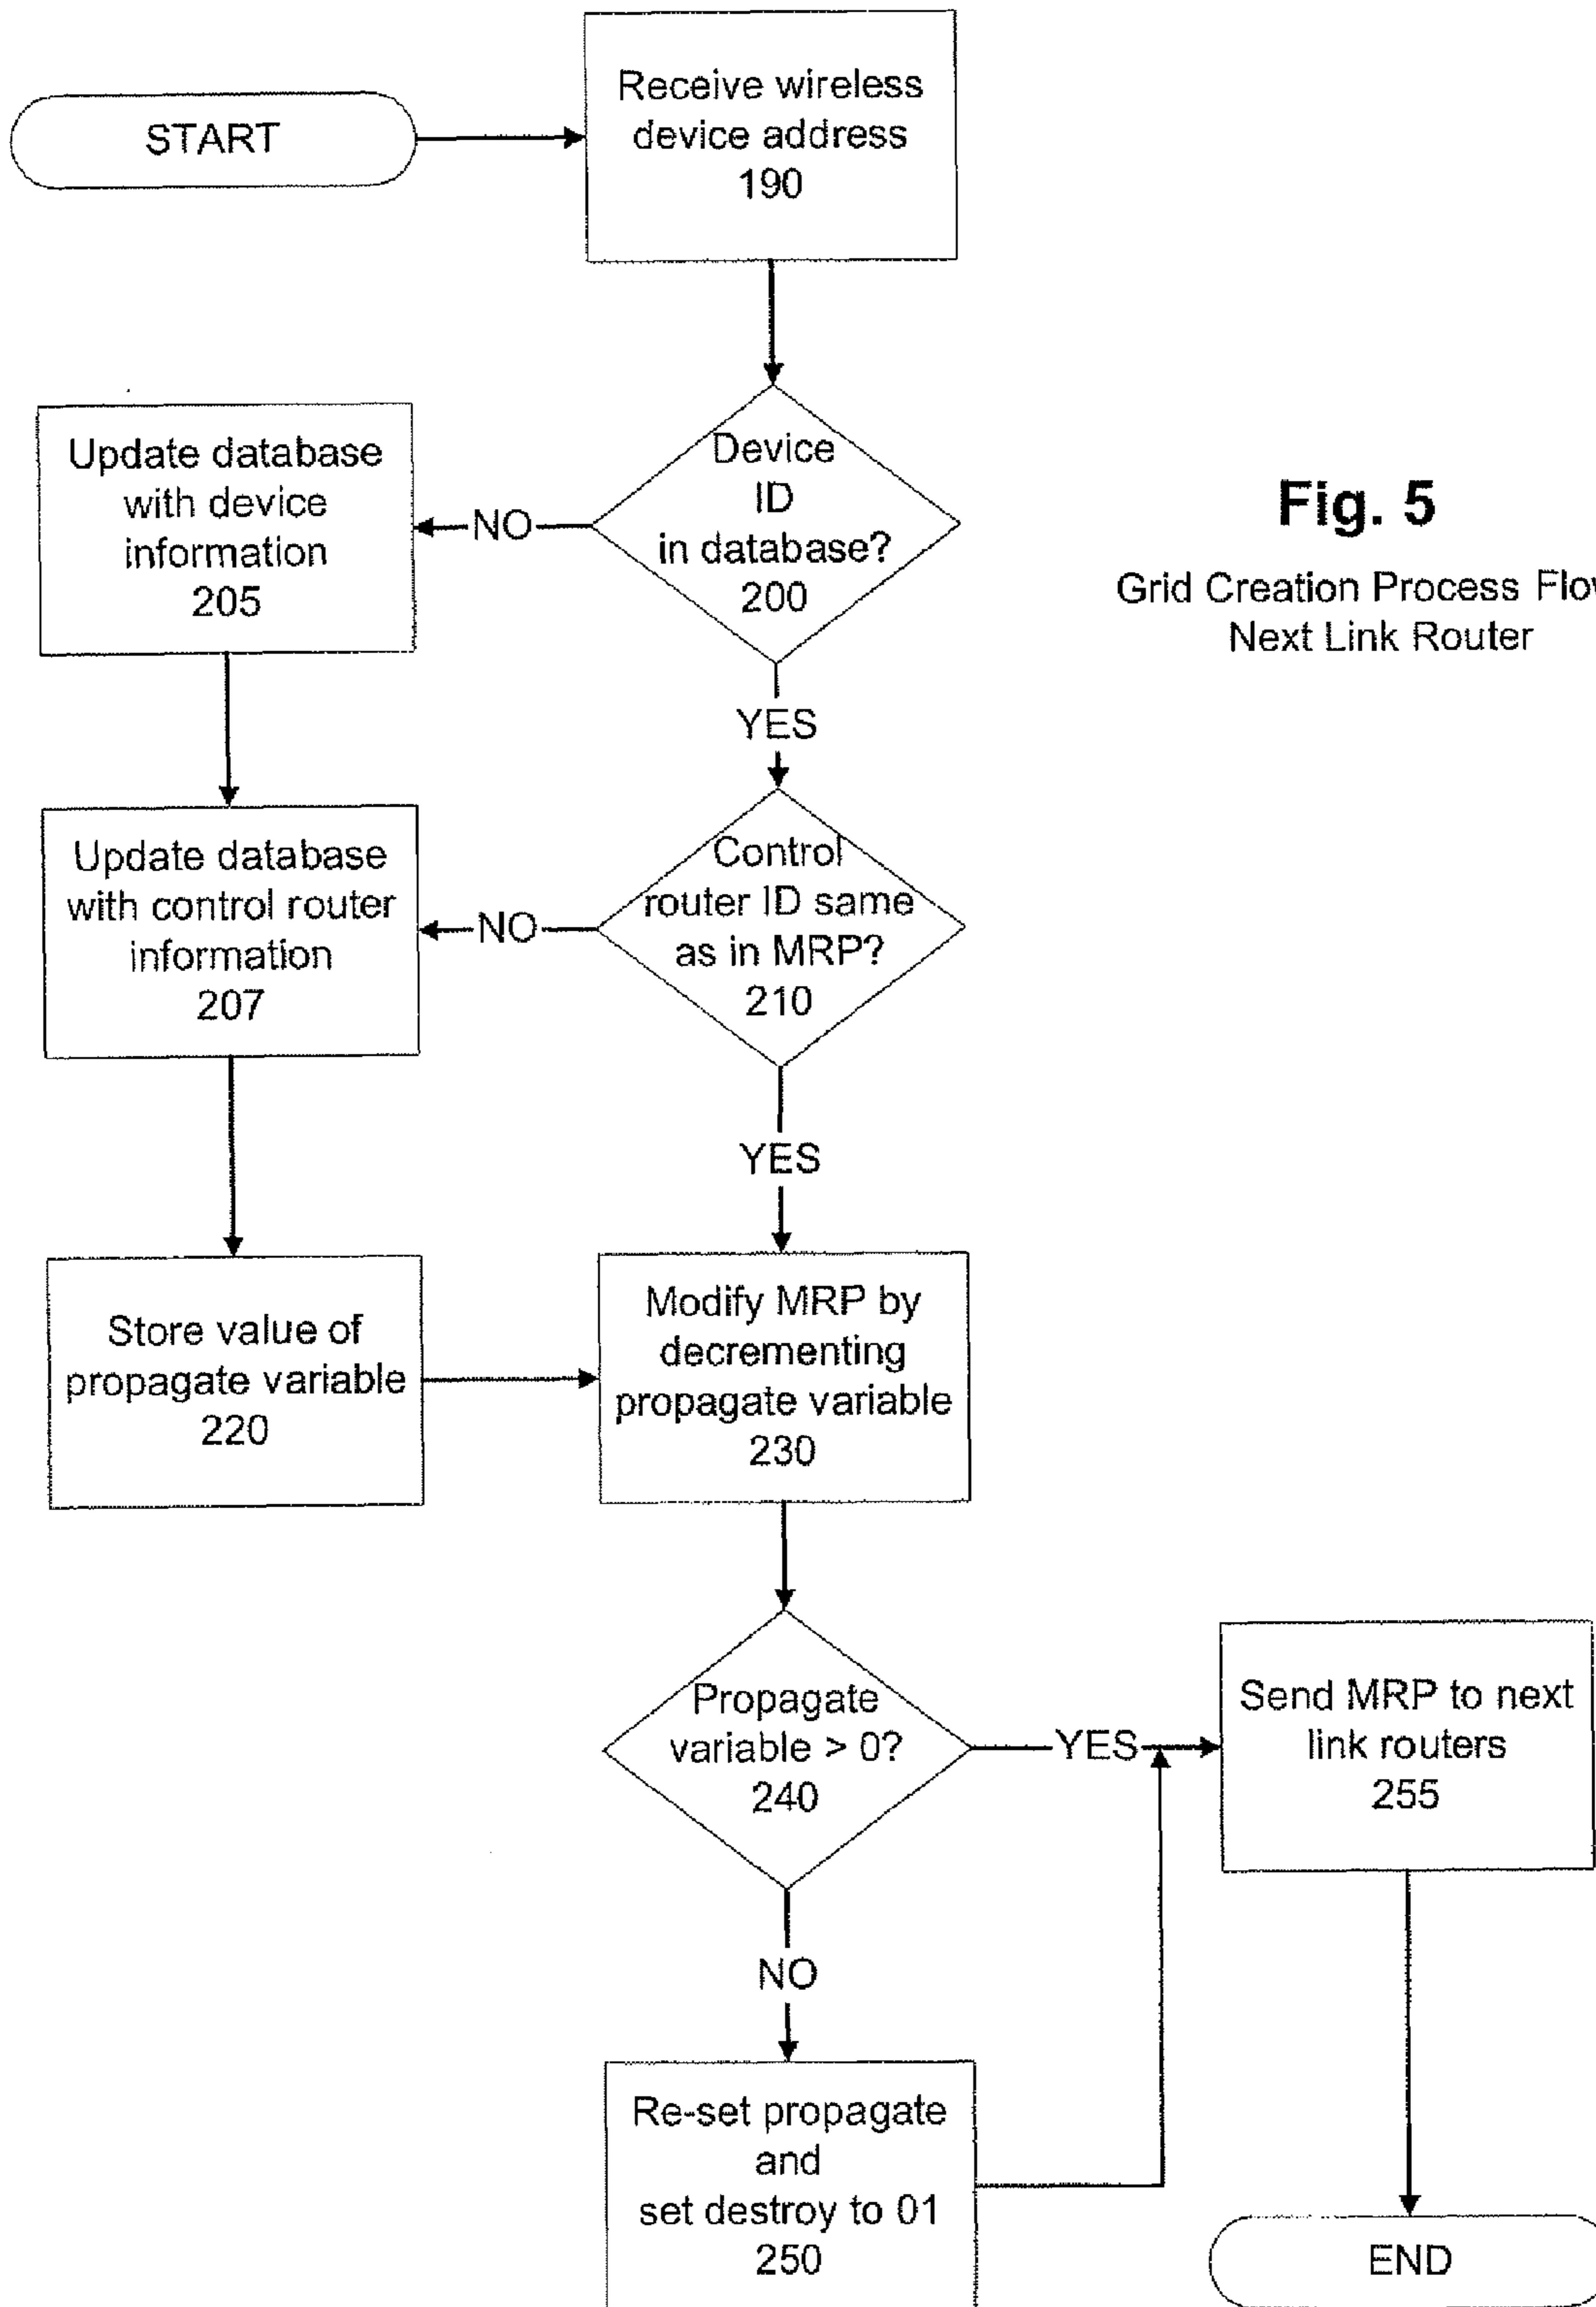 START
Receive wireless
device address
190
Device
ID
in database?
200
NO
Update database
with device
information
205
Fig. 5
Grid Creation Process
Next Link Router
YES
Control
router ID same
as in MRP?
210
NO
Update database
with control router
information
207
YES
Store value of
propagate variable
220
Modify MRP by
decrementing
propagate variable
230
Propagate
variable > 0?
240
YES
Send MRP to next
link routers
255
NO
Re-set propagate
and
set destroy to 01
250
END